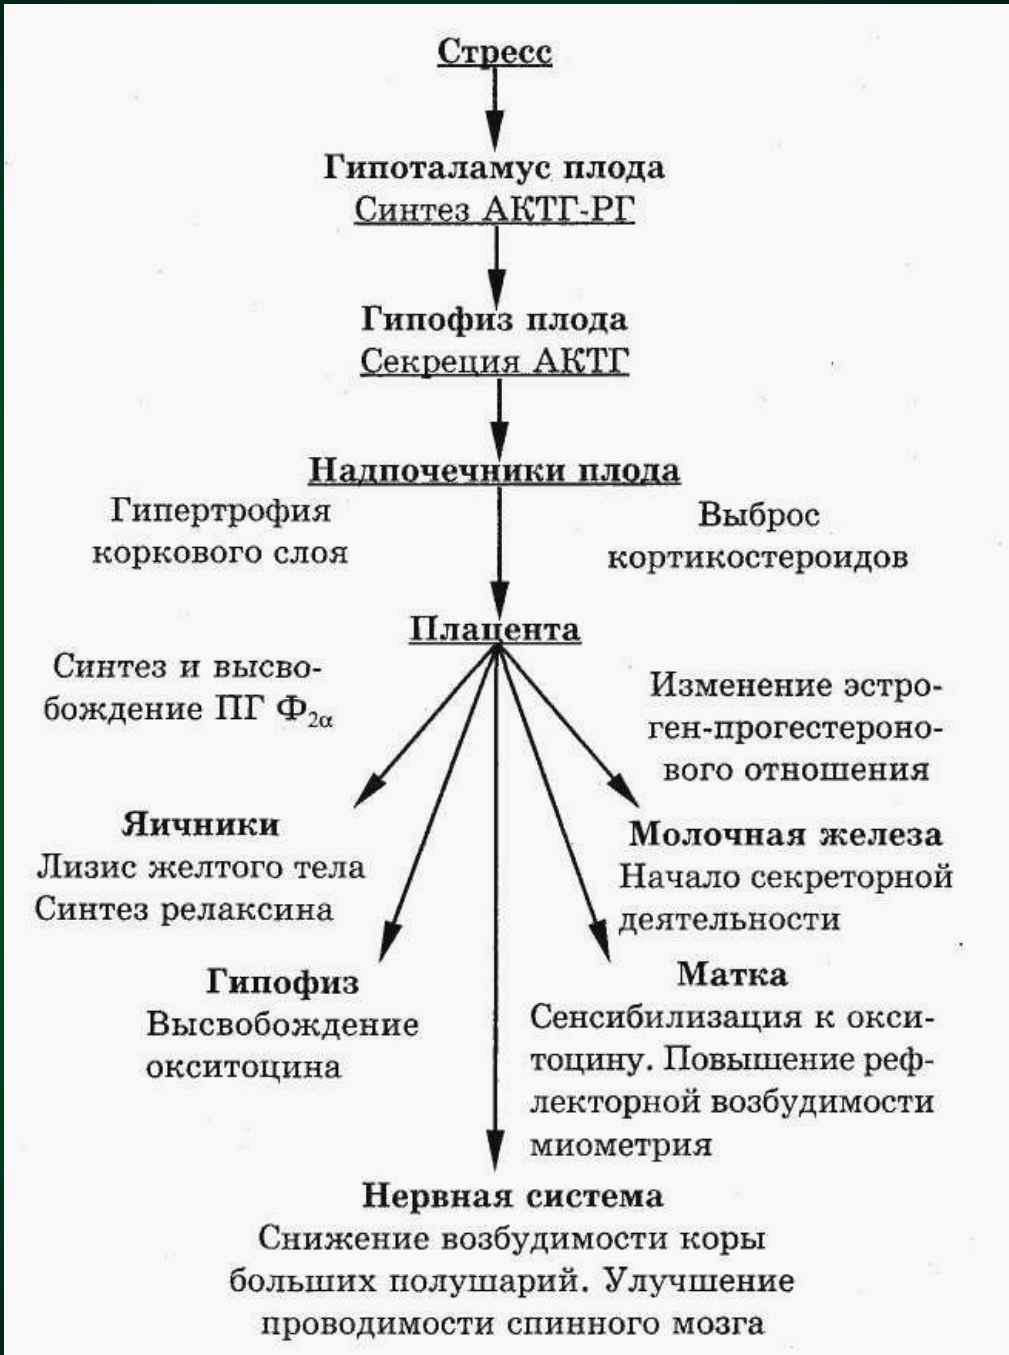 Стресс
Гипоталамус плода
Синтез АКТГ-РГ
Гипофиз плода
Секреция АКТГ
Надпочечники плода
Гипертрофия
коркового слоя
Выброс
кортикостероидов
Плацента
Синтез и высво-
бождение ПГ Ф2α
Изменение эстро-
ген-прогестероно-
вого отношения
Яичники
Лизис желтого тела
Синтез релаксина
Молочная железа
Начало секреторной
деятельности
Гипофиз
Высвобождение
окситоцина
Матка
Сенсибилизация к окси-
тоцину. Повышение реф-
лекторной возбудимости
миометрия
Нервная система
Снижение возбудимости коры
больших полушарий. Улучшение
проводимости спинного мозга